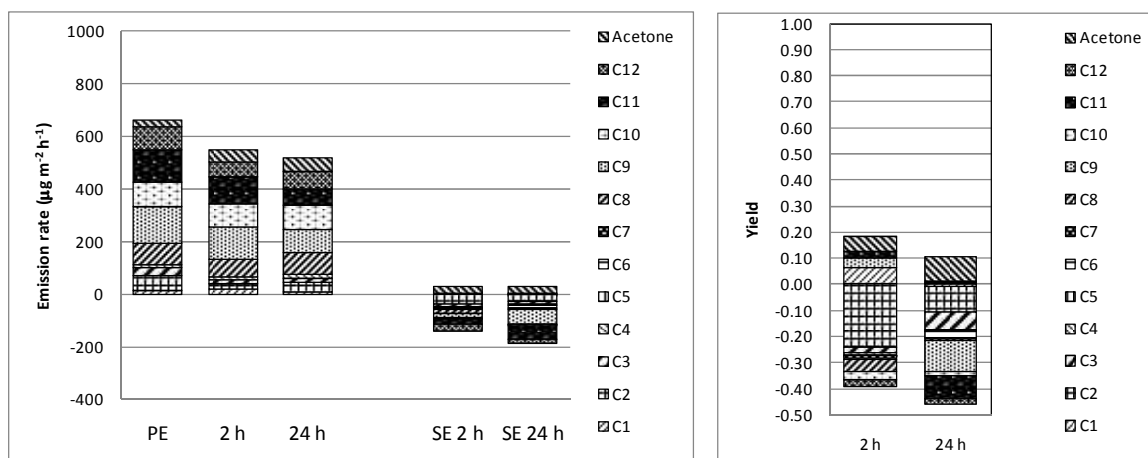 1000
800
600
400
200
0
-200
-400
Emission rate (µg m⁻² h⁻¹)
PE 2 h 24 h SE 2 h SE 24 h
Acetone
C12
C11
C10
C9
C8
C7
C6
C5
C4
C3
C2
C1
1.00
0.90
0.80
0.70
0.60
0.50
0.40
0.30
0.20
0.10
0.00
-0.10
-0.20
-0.30
-0.40
-0.50
Yield
2 h 24 h
Acetone
C12
C11
C10
C9
C8
C7
C6
C5
C4
C3
C2
C1